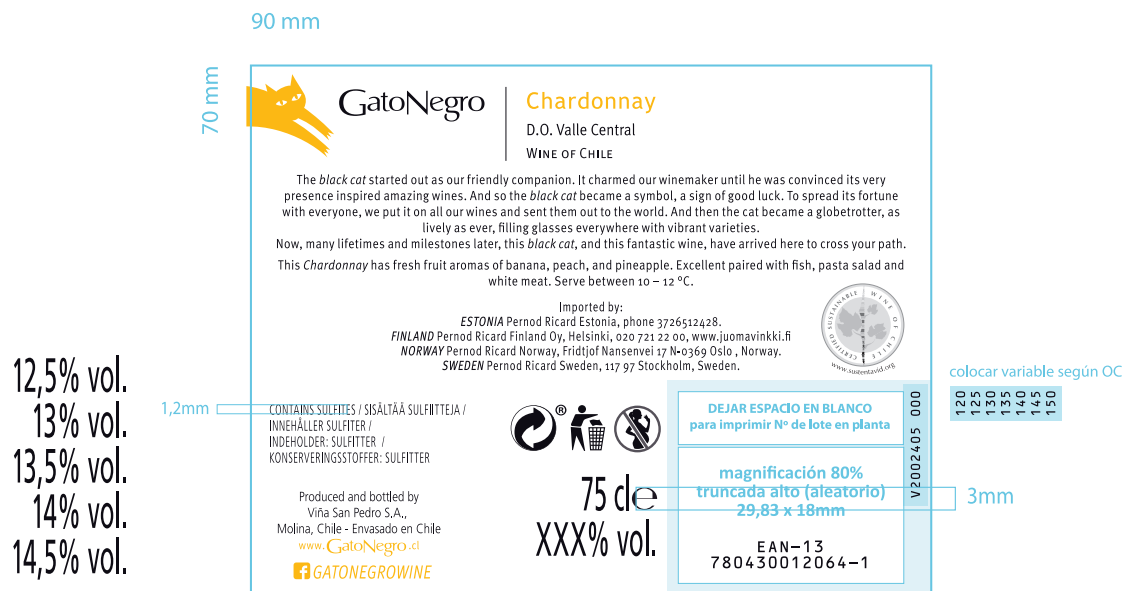 90 mm
70 mm
GatoNegro
Chardonnay
D.O. Valle Central
WINE OF CHILE
The black cat started out as our friendly companion. It charmed our winemaker until he was convinced its very
presence inspired amazing wines. And so the black cat became a symbol, a sign of good luck. To spread its fortune
with everyone, we put it on all our wines and sent them out to the world. And then the cat became a globetrotter, as
lively as ever, filling glasses everywhere with vibrant varieties.
Now, many lifetimes and milestones later, this black cat, and this fantastic wine, have arrived here to cross your path.
This Chardonnay has fresh fruit aromas of banana, peach, and pineapple. Excellent paired with fish, pasta salad and
white meat. Serve between 10 – 12 °C.
Imported by:
ESTONIA Pernod Ricard Estonia, phone 3726512428.
FINLAND Pernod Ricard Finland Oy, Helsinki, 020 721 22 00, www.juomavinkki.fi
NORWAY Pernod Ricard Norway, Fridtjof Nansenvei 17 N-0369 Oslo , Norway.
SWEDEN Pernod Ricard Sweden, 117 97 Stockholm, Sweden.
CERTIFIED SUSTAINABLE WINE OF CHILE
www.sustentavid.org
12,5% vol.
13% vol.
13,5% vol.
14% vol.
14,5% vol.
1,2mm
CONTAINS SULFITES / SISÄLTÄÄ SULFIITTEJA /
INNEHÅLLER SULFITER /
INDEHOLDER: SULFITTER /
KONSERVERINGSSTOFFER: SULFITTER
Produced and bottled by
Viña San Pedro S.A.,
Molina, Chile - Envasado en Chile
www.GatoNegro.cl
GATONEGROWINE
®
75 cl e
XXX% vol.
DEJAR ESPACIO EN BLANCO
para imprimir Nº de lote en planta
magnificación 80%
truncada alto (aleatorio)
29,83 x 18mm
EAN-13
780430012064-1
V2002405 000
3mm
colocar variable según OC
120
125
130
135
140
145
150